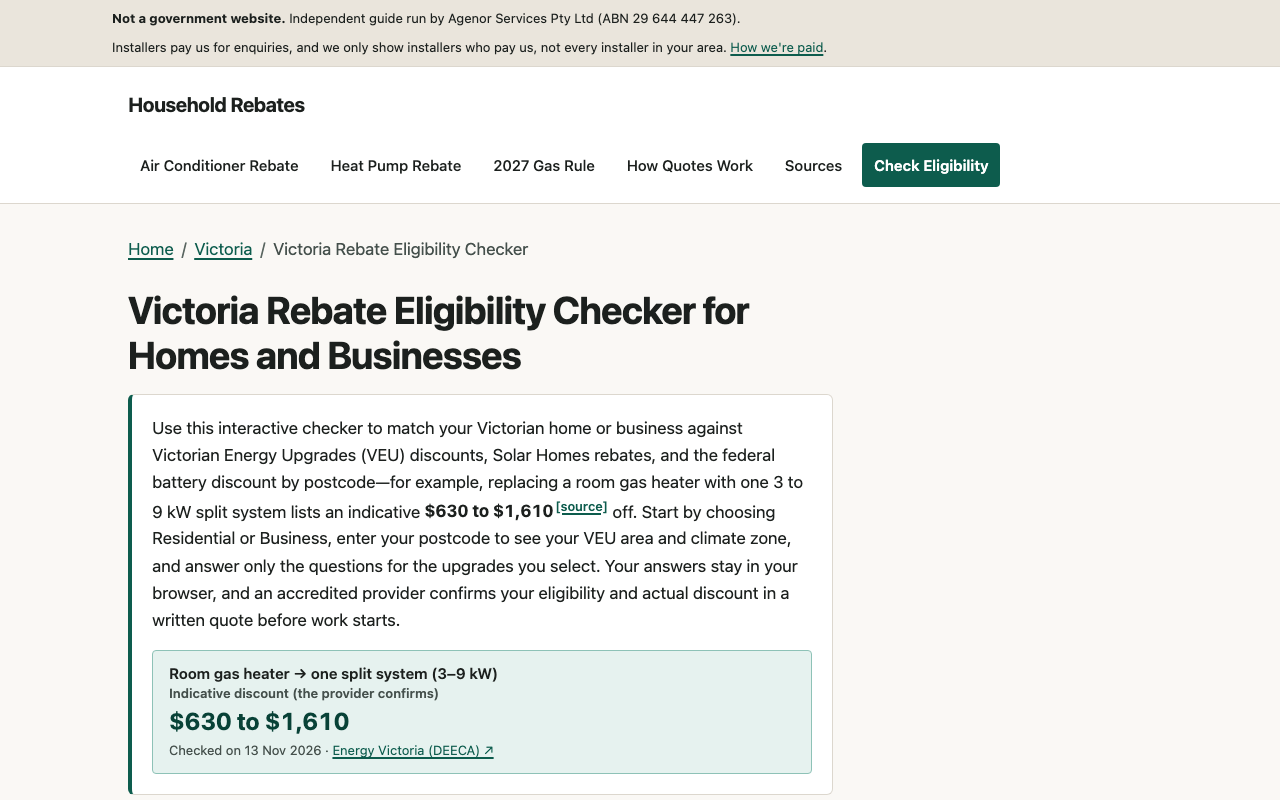 Not a government website. Independent guide run by Agenor Services Pty Ltd (ABN 29 644 447 263).
Installers pay us for enquiries, and we only show installers who pay us, not every installer in your area. How we're paid.
Household Rebates
Air Conditioner Rebate Heat Pump Rebate 2027 Gas Rule How Quotes Work Sources Check Eligibility
Home / Victoria / Victoria Rebate Eligibility Checker
Victoria Rebate Eligibility Checker for
Homes and Businesses
Use this interactive checker to match your Victorian home or business against
Victorian Energy Upgrades (VEU) discounts, Solar Homes rebates, and the federal
battery discount by postcode—for example, replacing a room gas heater with one 3 to
9 kW split system lists an indicative $630 to $1,610 [source] off. Start by choosing
Residential or Business, enter your postcode to see your VEU area and climate zone,
and answer only the questions for the upgrades you select. Your answers stay in your
browser, and an accredited provider confirms your eligibility and actual discount in a
written quote before work starts.
Room gas heater → one split system (3–9 kW)
Indicative discount (the provider confirms)
$630 to $1,610
Checked on 13 Nov 2026 · Energy Victoria (DEECA) ↗